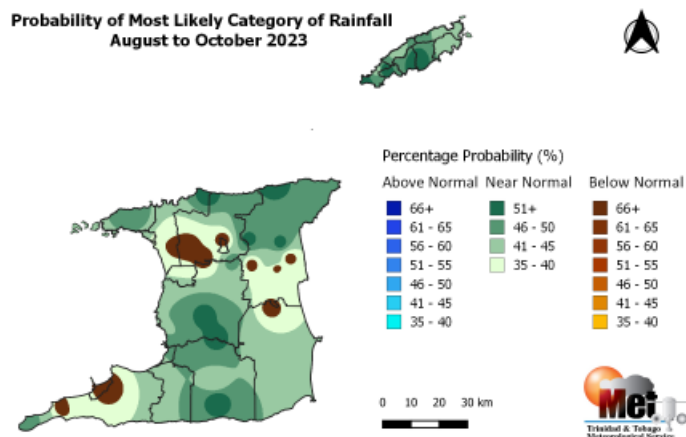 Probability of Most Likely Category of Rainfall
August to October 2023
Percentage Probability (%)
Above Normal Near Normal Below Normal
66+ 51+ 66+
61 - 65 46 - 50 61 - 65
56 - 60 41 - 45 56 - 60
51 - 55 35 - 40 51 - 55
46 - 50 46 - 50
41 - 45 41 - 45
35 - 40 35 - 40
0 10 20 30 km
Met
Trinidad & Tobago
Meteorological Service